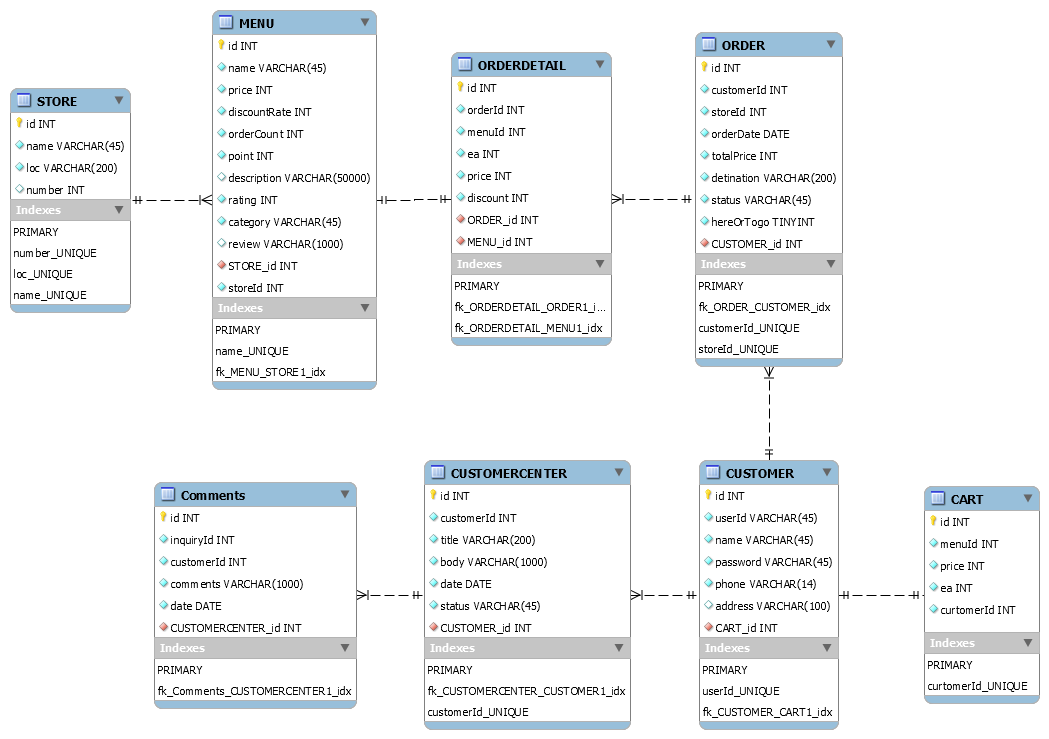 MENU
id INT
name VARCHAR(45)
price INT
discountRate INT
orderCount INT
point INT
description VARCHAR(50000)
rating INT
category VARCHAR(45)
review VARCHAR(1000)
STORE_id INT
storeId INT
Indexes
PRIMARY
name_UNIQUE
fk_MENU_STORE1_idx
STORE
id INT
name VARCHAR(45)
loc VARCHAR(200)
number INT
Indexes
PRIMARY
number_UNIQUE
loc_UNIQUE
name_UNIQUE
ORDERDETAIL
id INT
orderId INT
menuId INT
ea INT
price INT
discount INT
ORDER_id INT
MENU_id INT
Indexes
PRIMARY
fk_ORDERDETAIL_ORDER1_i...
fk_ORDERDETAIL_MENU1_idx
ORDER
id INT
customerId INT
storeId INT
orderDate DATE
totalPrice INT
detination VARCHAR(200)
status VARCHAR(45)
hereOrTogo TINYINT
CUSTOMER_id INT
Indexes
PRIMARY
fk_ORDER_CUSTOMER_idx
customerId_UNIQUE
storeId_UNIQUE
Comments
id INT
inquiryId INT
customerId INT
comments VARCHAR(1000)
date DATE
CUSTOMERCENTER_id INT
Indexes
PRIMARY
fk_Comments_CUSTOMERCENTER1_idx
CUSTOMERCENTER
id INT
customerId INT
title VARCHAR(200)
body VARCHAR(1000)
date DATE
status VARCHAR(45)
CUSTOMER_id INT
Indexes
PRIMARY
fk_CUSTOMERCENTER_CUSTOMER1_idx
customerId_UNIQUE
CUSTOMER
id INT
userId VARCHAR(45)
name VARCHAR(45)
password VARCHAR(45)
phone VARCHAR(14)
address VARCHAR(100)
CART_id INT
Indexes
PRIMARY
userId_UNIQUE
fk_CUSTOMER_CART1_idx
CART
id INT
menuId INT
price INT
ea INT
curtomerId INT
Indexes
PRIMARY
curtomerId_UNIQUE